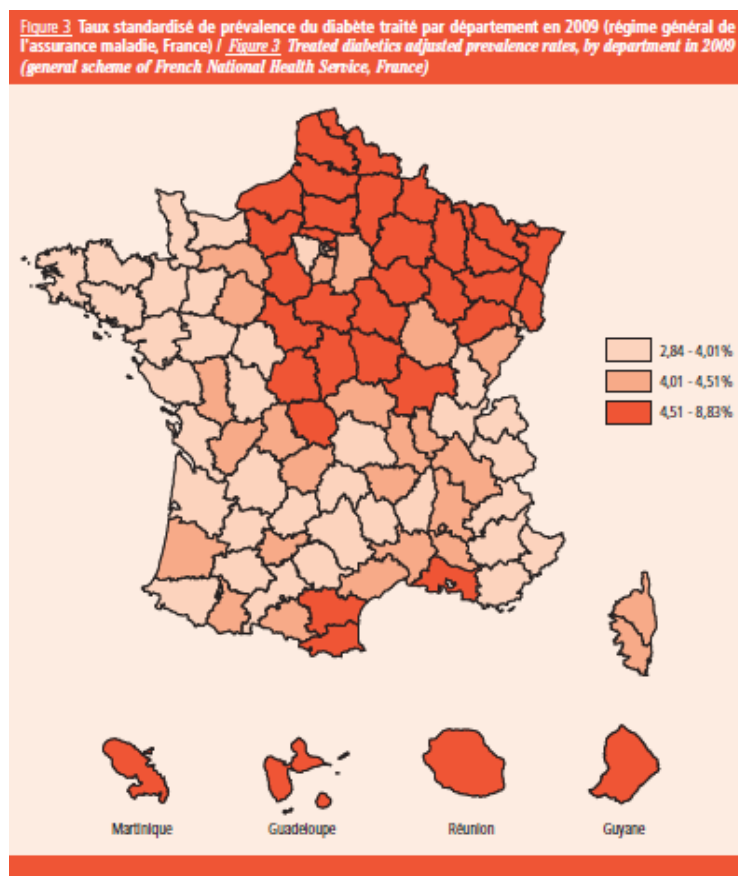 Figure 3 Taux standardisé de prévalence du diabète traité par département en 2009 (régime général de
l'assurance maladie, France) / Figure 3 Treated diabetics adjusted prevalence rates, by department in 2009
(general scheme of French National Health Service, France)
2,84 - 4,01%
4,01 - 4,51%
4,51 - 8,83%
Martinique
Guadeloupe
Réunion
Guyane